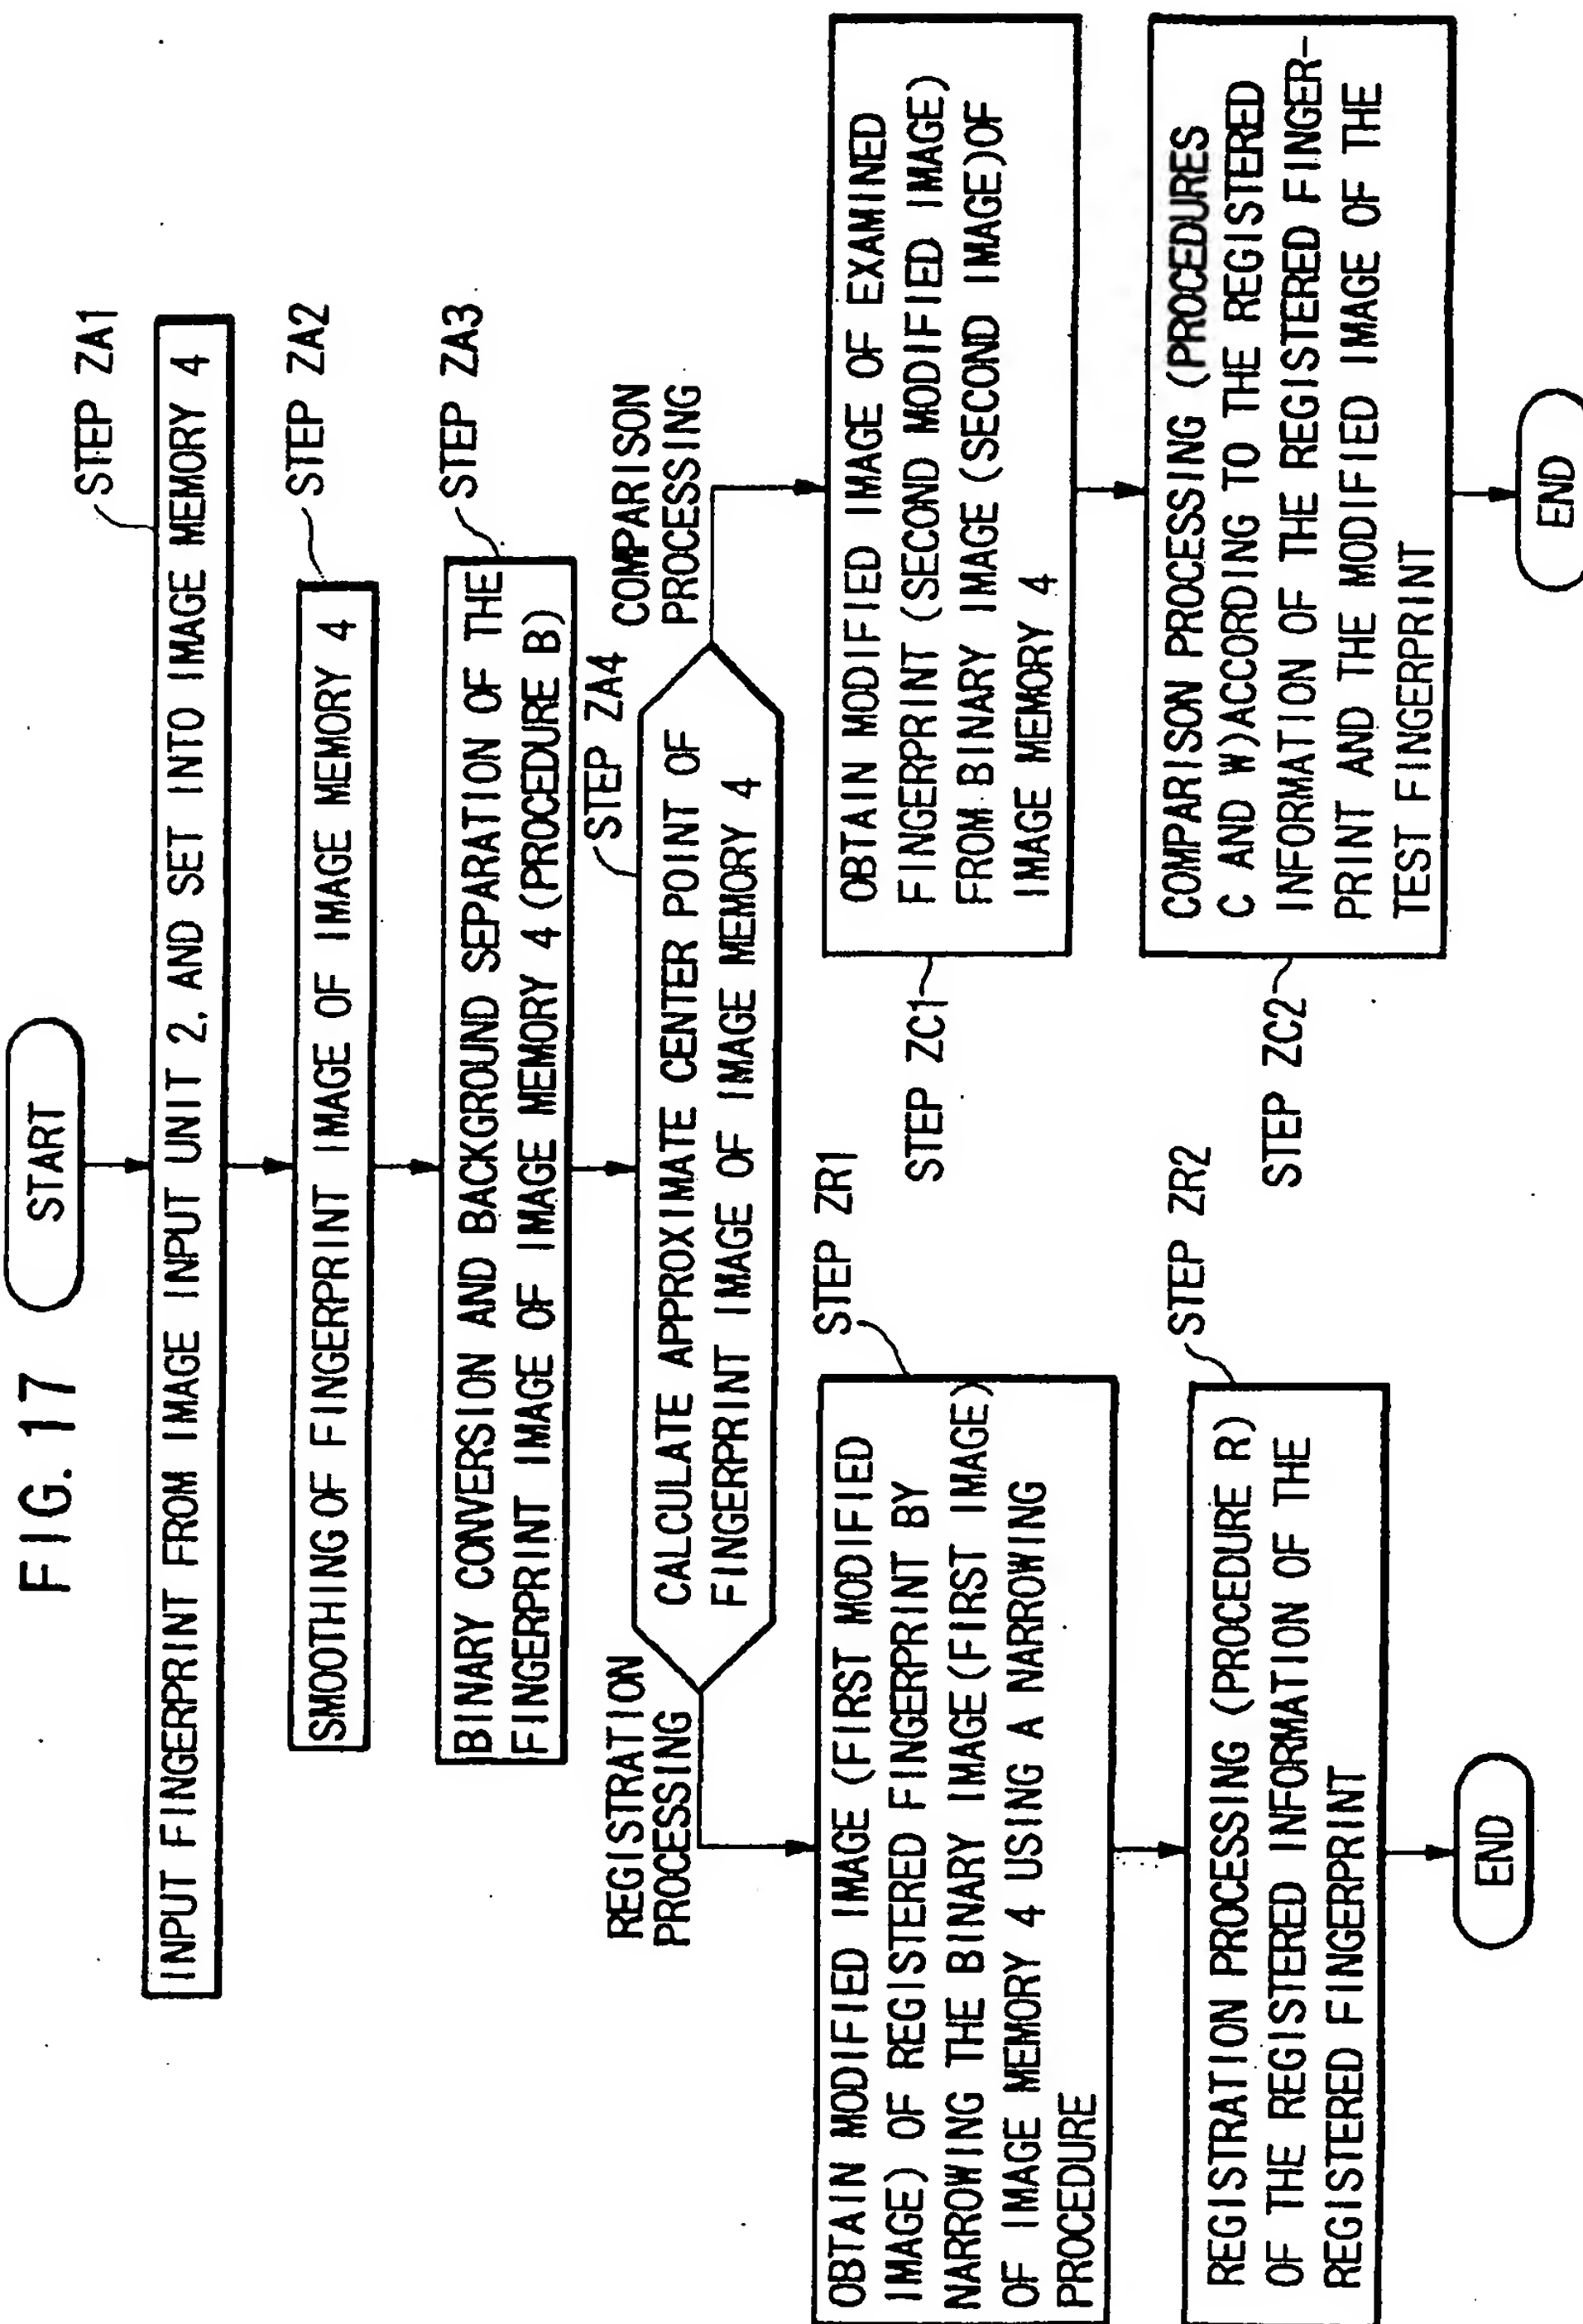 FIG. 17
START
STEP ZA1
INPUT FINGERPRINT FROM IMAGE INPUT UNIT 2, AND SET INTO IMAGE MEMORY 4
STEP ZA2
SMOOTHING OF FINGERPRINT IMAGE OF IMAGE MEMORY 4
STEP ZA3
BINARY CONVERSION AND BACKGROUND SEPARATION OF THE
FINGERPRINT IMAGE OF IMAGE MEMORY 4 (PROCEDURE B)
STEP ZA4
CALCULATE APPROXIMATE CENTER POINT OF
FINGERPRINT IMAGE OF IMAGE MEMORY 4
REGISTRATION
PROCESSING
COMPARISON
PROCESSING
STEP ZR1
OBTAIN MODIFIED IMAGE (FIRST MODIFIED
IMAGE) OF REGISTERED FINGERPRINT BY
NARROWING THE BINARY IMAGE (FIRST IMAGE)
OF IMAGE MEMORY 4 USING A NARROWING
PROCEDURE
STEP ZR2
REGISTRATION PROCESSING (PROCEDURE R)
OF THE REGISTERED INFORMATION OF THE
REGISTERED FINGERPRINT
END
STEP ZC1
OBTAIN MODIFIED IMAGE OF EXAMINED
FINGERPRINT (SECOND MODIFIED IMAGE)
FROM BINARY IMAGE (SECOND IMAGE) OF
IMAGE MEMORY 4
STEP ZC2
COMPARISON PROCESSING (PROCEDURES
C AND W) ACCORDING TO THE REGISTERED
INFORMATION OF THE REGISTERED FINGER-
PRINT AND THE MODIFIED IMAGE OF THE
TEST FINGERPRINT
END